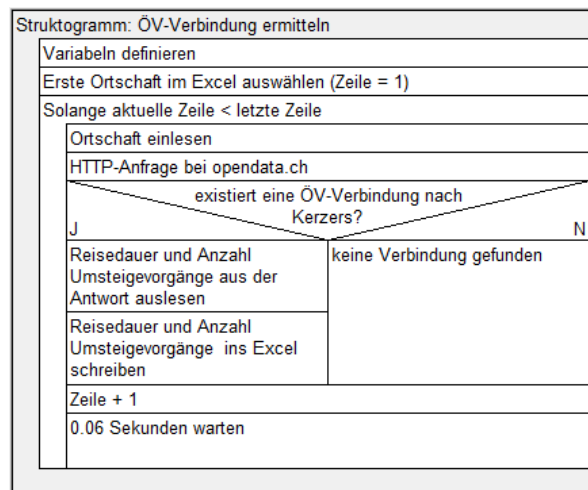 Struktogramm: ÖV-Verbindung ermitteln
Variabeln definieren
Erste Ortschaft im Excel auswählen (Zeile = 1)
Solange aktuelle Zeile < letzte Zeile
Ortschaft einlesen
HTTP-Anfrage bei opendata.ch
existiert eine ÖV-Verbindung nach
Kerzers?
J
N
Reisedauer und Anzahl
Umsteigevorgänge aus der
Antwort auslesen
keine Verbindung gefunden
Reisedauer und Anzahl
Umsteigevorgänge ins Excel
schreiben
Zeile + 1
0.06 Sekunden warten